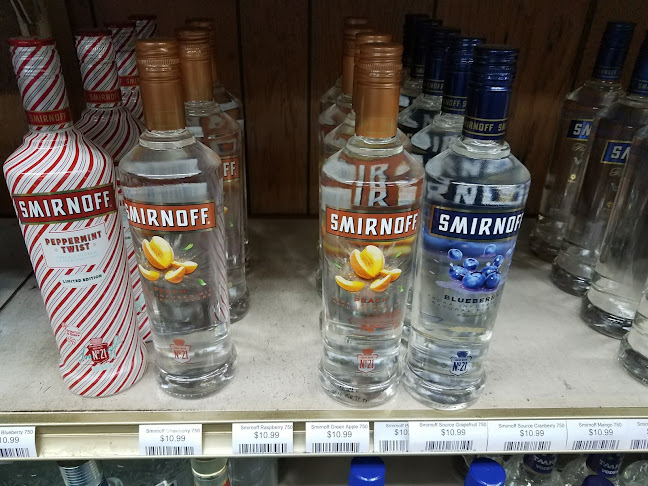 SMIRNOFF
PEPPERMINT
TWIST
LIMITED EDITION
Nº21
SMIRNOFF
Nº21
SMIRNOFF
PEACH
Nº21
SMIRNOFF
SMIRNOFF
BLUEBERRY
Nº21
S
Blueberry 750
10.99
Smirnoff 750
$10.99
Smirnoff Raspberry 750
$10.99
Smirnoff Green Apple 750
$10.99
Smirnoff Source Grapefruit 750
$10.99
Smirnoff Source Cranberry 750
$10.99
Smirnoff Mango 750
$10.99